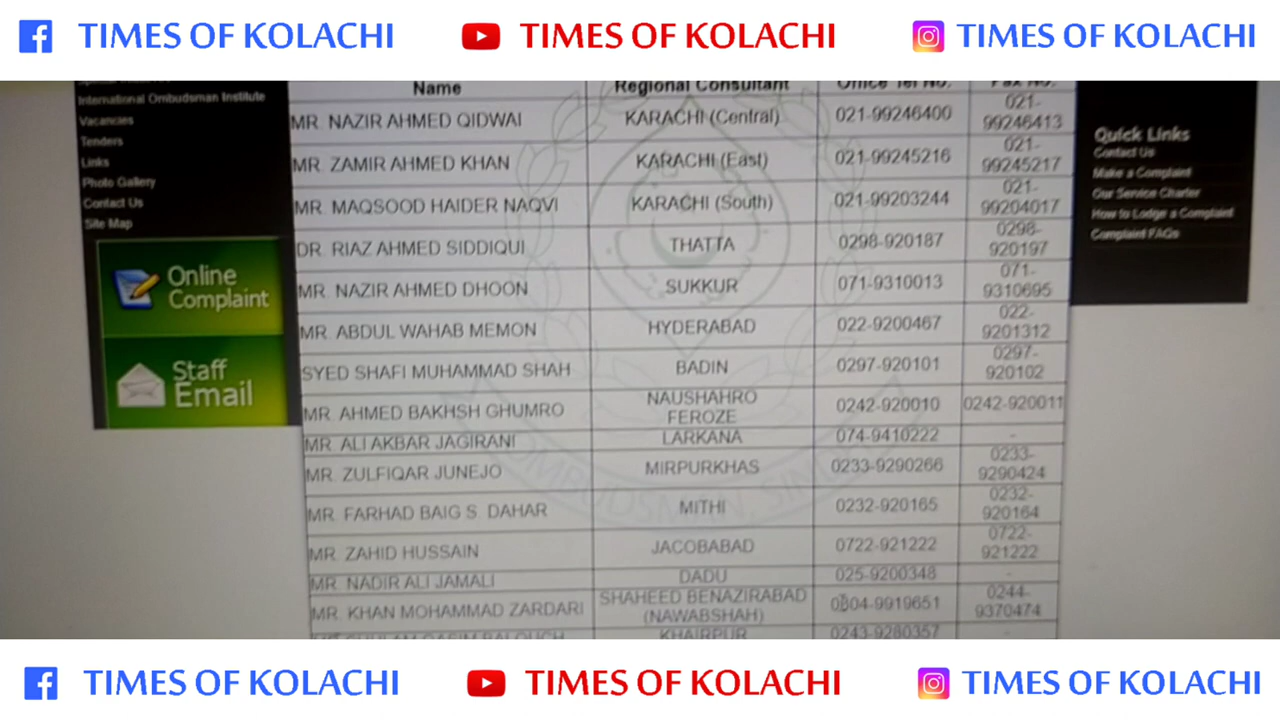 TIMES OF KOLACHI TIMES OF KOLACHI TIMES OF KOLACHI
International Ombudsman Institute
Vacancies
Tenders
Links
Photo Gallery
Contact Us
Site Map
Online
Complaint
Staff
Email
Name Regional Consultant Office Tel No. Fax No.
MR. NAZIR AHMED QIDWAI KARACHI (Central) 021-99246400 021-
99246413
MR. ZAMIR AHMED KHAN KARACHI (East) 021-99245216 021-
99245217
MR. MAQSOOD HAIDER NAQVI KARACHI (South) 021-99203244 021-
99204017
DR. RIAZ AHMED SIDDIQUI THATTA 0298-920187 0298-
920197
MR. NAZIR AHMED DHOON SUKKUR 071-9310013 071-
9310695
MR. ABDUL WAHAB MEMON HYDERABAD 022-9200467 022-
9201312
SYED SHAFI MUHAMMAD SHAH BADIN 0297-920101 0297-
920102
MR. AHMED BAKHSH GHUMRO NAUSHAHRO
FEROZE 0242-920010 0242-920011
MR. ALI AKBAR JAGIRANI LARKANA 074-9410222 -
MR. ZULFIQAR JUNEJO MIRPURKHAS 0233-9290266 0233-
9290424
MR. FARHAD BAIG S. DAHAR MITHI 0232-920165 0232-
920164
MR. ZAHID HUSSAIN JACOBABAD 0722-921222 0722-
921222
MR. NADIR ALI JAMALI DADU 025-9200348 -
MR. KHAN MOHAMMAD ZARDARI SHAHEED BENAZIRABAD
(NAWABSHAH) 0304-9919651 0244-
9370474
KHAIRPUR 0243-9280357 -
OMBUDSMAN, SINDH
Quick Links
Contact Us
Make a Complaint
Our Service Charter
How to Lodge a Complaint
Complaint FAQs
TIMES OF KOLACHI TIMES OF KOLACHI TIMES OF KOLACHI